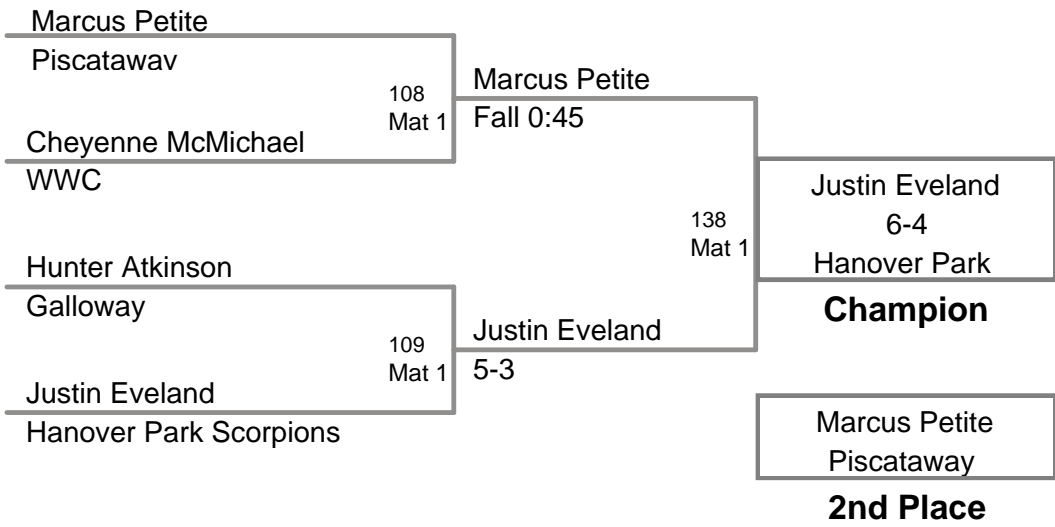 Marcus Petite
Piscatawav
108
Mat 1
Cheyenne McMichael
WWC
Marcus Petite
Fall 0:45
Hunter Atkinson
Galloway
109
Mat 1
Justin Eveland
Hanover Park Scorpions
Justin Eveland
5-3
138
Mat 1
Justin Eveland
6-4
Hanover Park
Champion
Marcus Petite
Piscataway
2nd Place